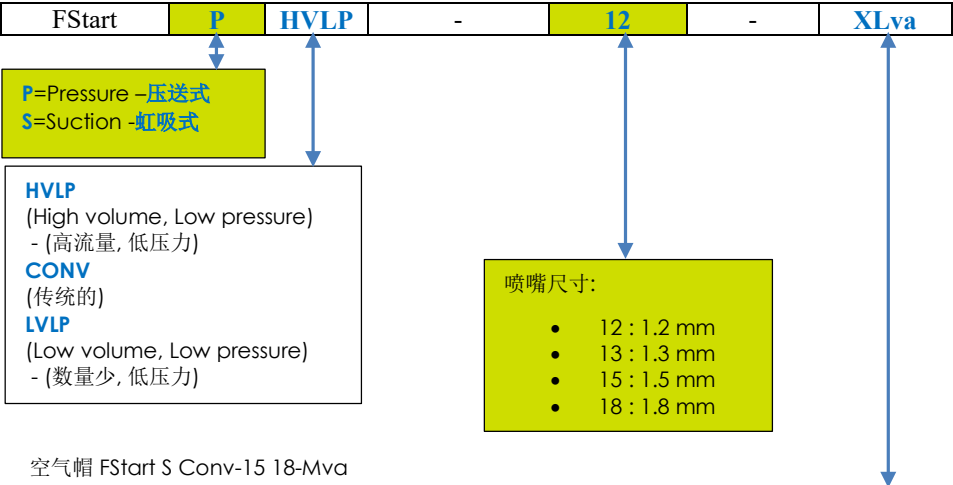 FStart P HVLP - 12 - XLva
P=Pressure –压送式
S=Suction -虹吸式
HVLP
(High volume, Low pressure)
- (高流量, 低压力)
CONV
(传统的)
LVLP
(Low volume, Low pressure)
- (数量少, 低压力)
喷嘴尺寸:
• 12 : 1.2 mm
• 13 : 1.3 mm
• 15 : 1.5 mm
• 18 : 1.8 mm
空气帽 FStart S Conv-15 18-Mva